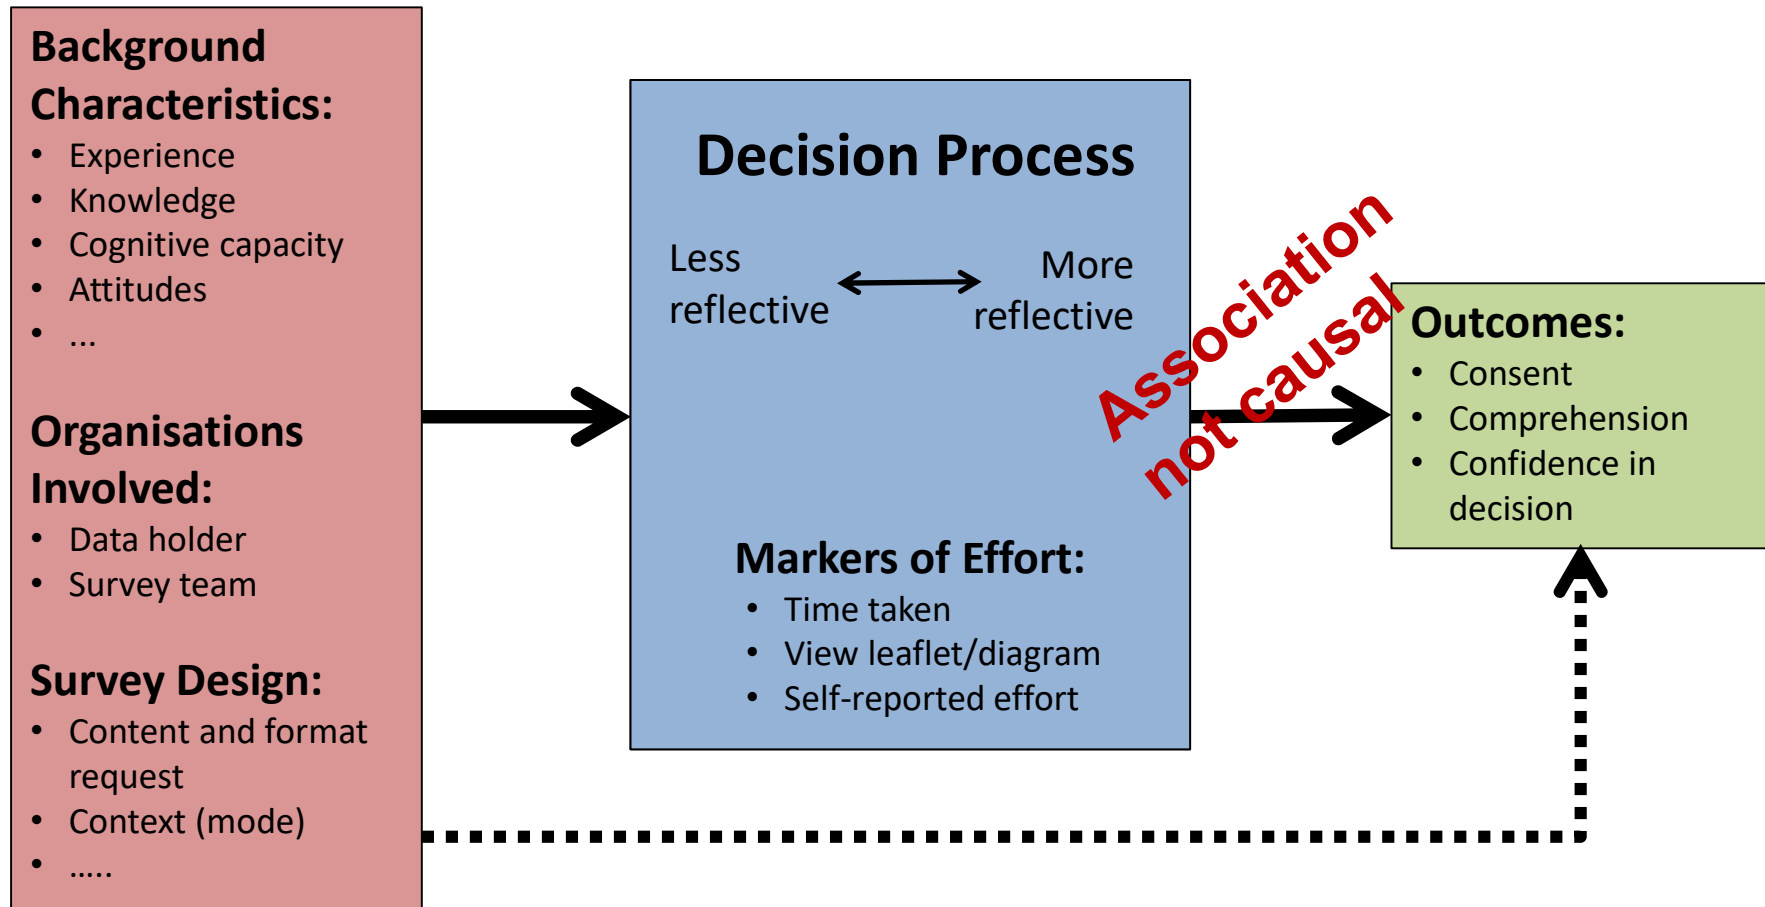 Background
Characteristics:
• Experience
• Knowledge
• Cognitive capacity
• Attitudes
• ...
Organisations
Involved:
• Data holder
• Survey team
Survey Design:
• Content and format
request
• Context (mode)
• .....
Decision Process
Less
reflective
More
reflective
Markers of Effort:
• Time taken
• View leaflet/diagram
• Self-reported effort
Association
not causal
Outcomes:
• Consent
• Comprehension
• Confidence in
decision